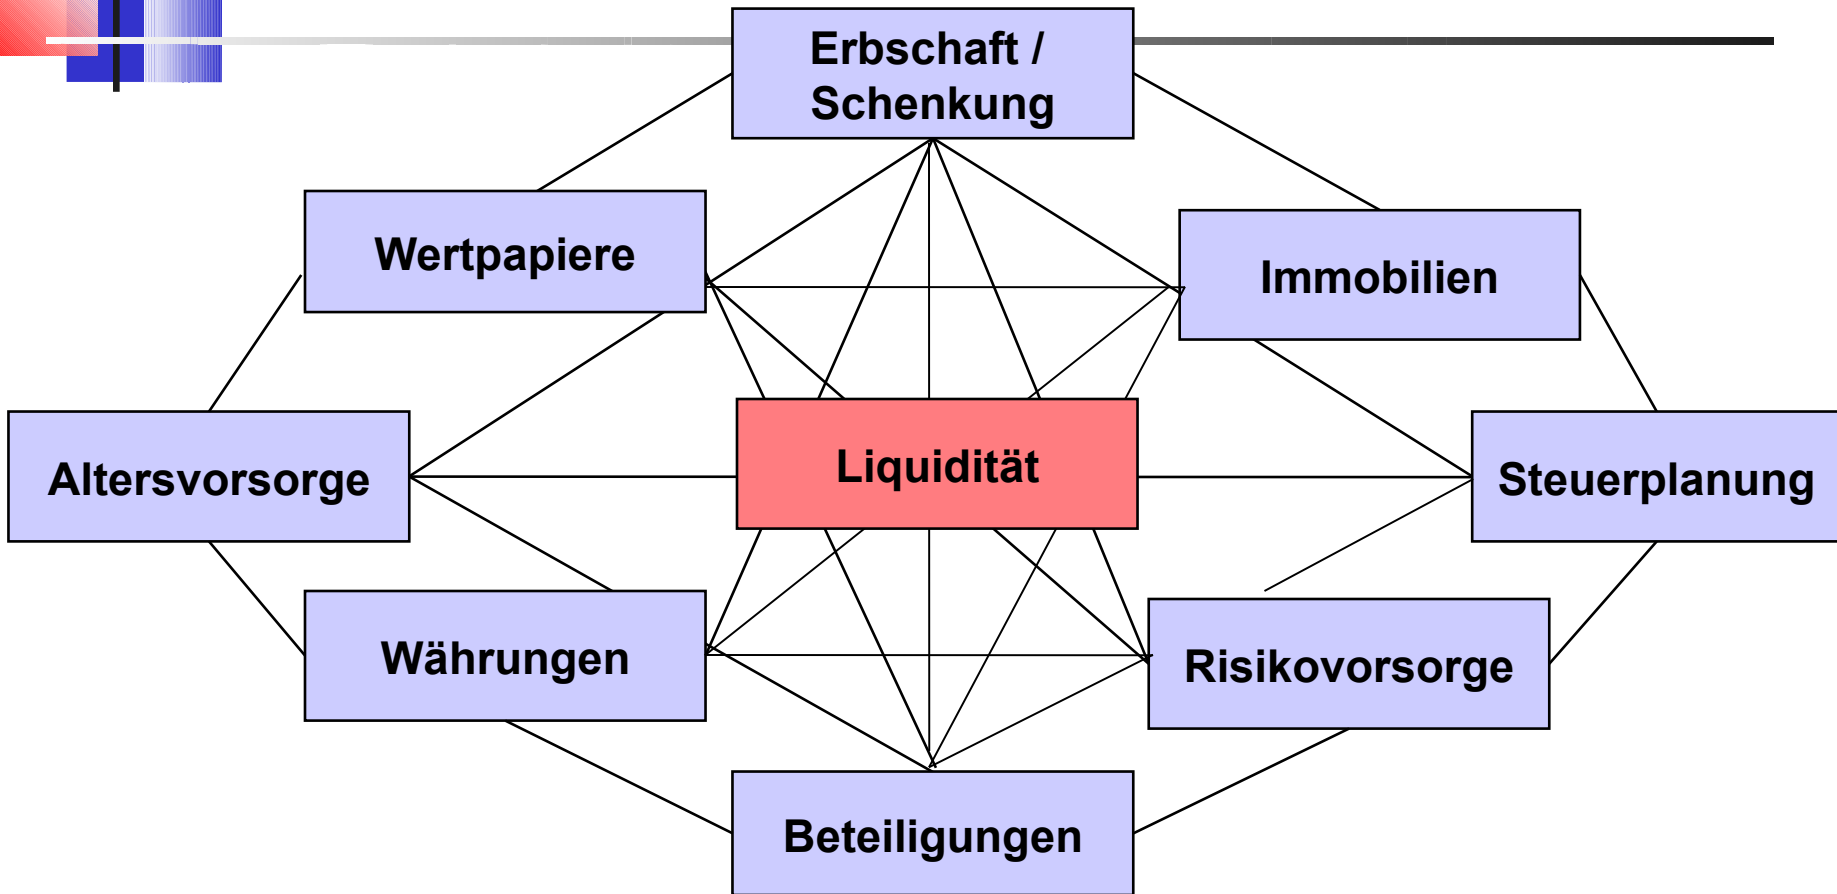 Erbschaft /
Schenkung
Wertpapiere
Immobilien
Altersvorsorge
Liquidität
Steuerplanung
Währungen
Risikovorsorge
Beteiligungen